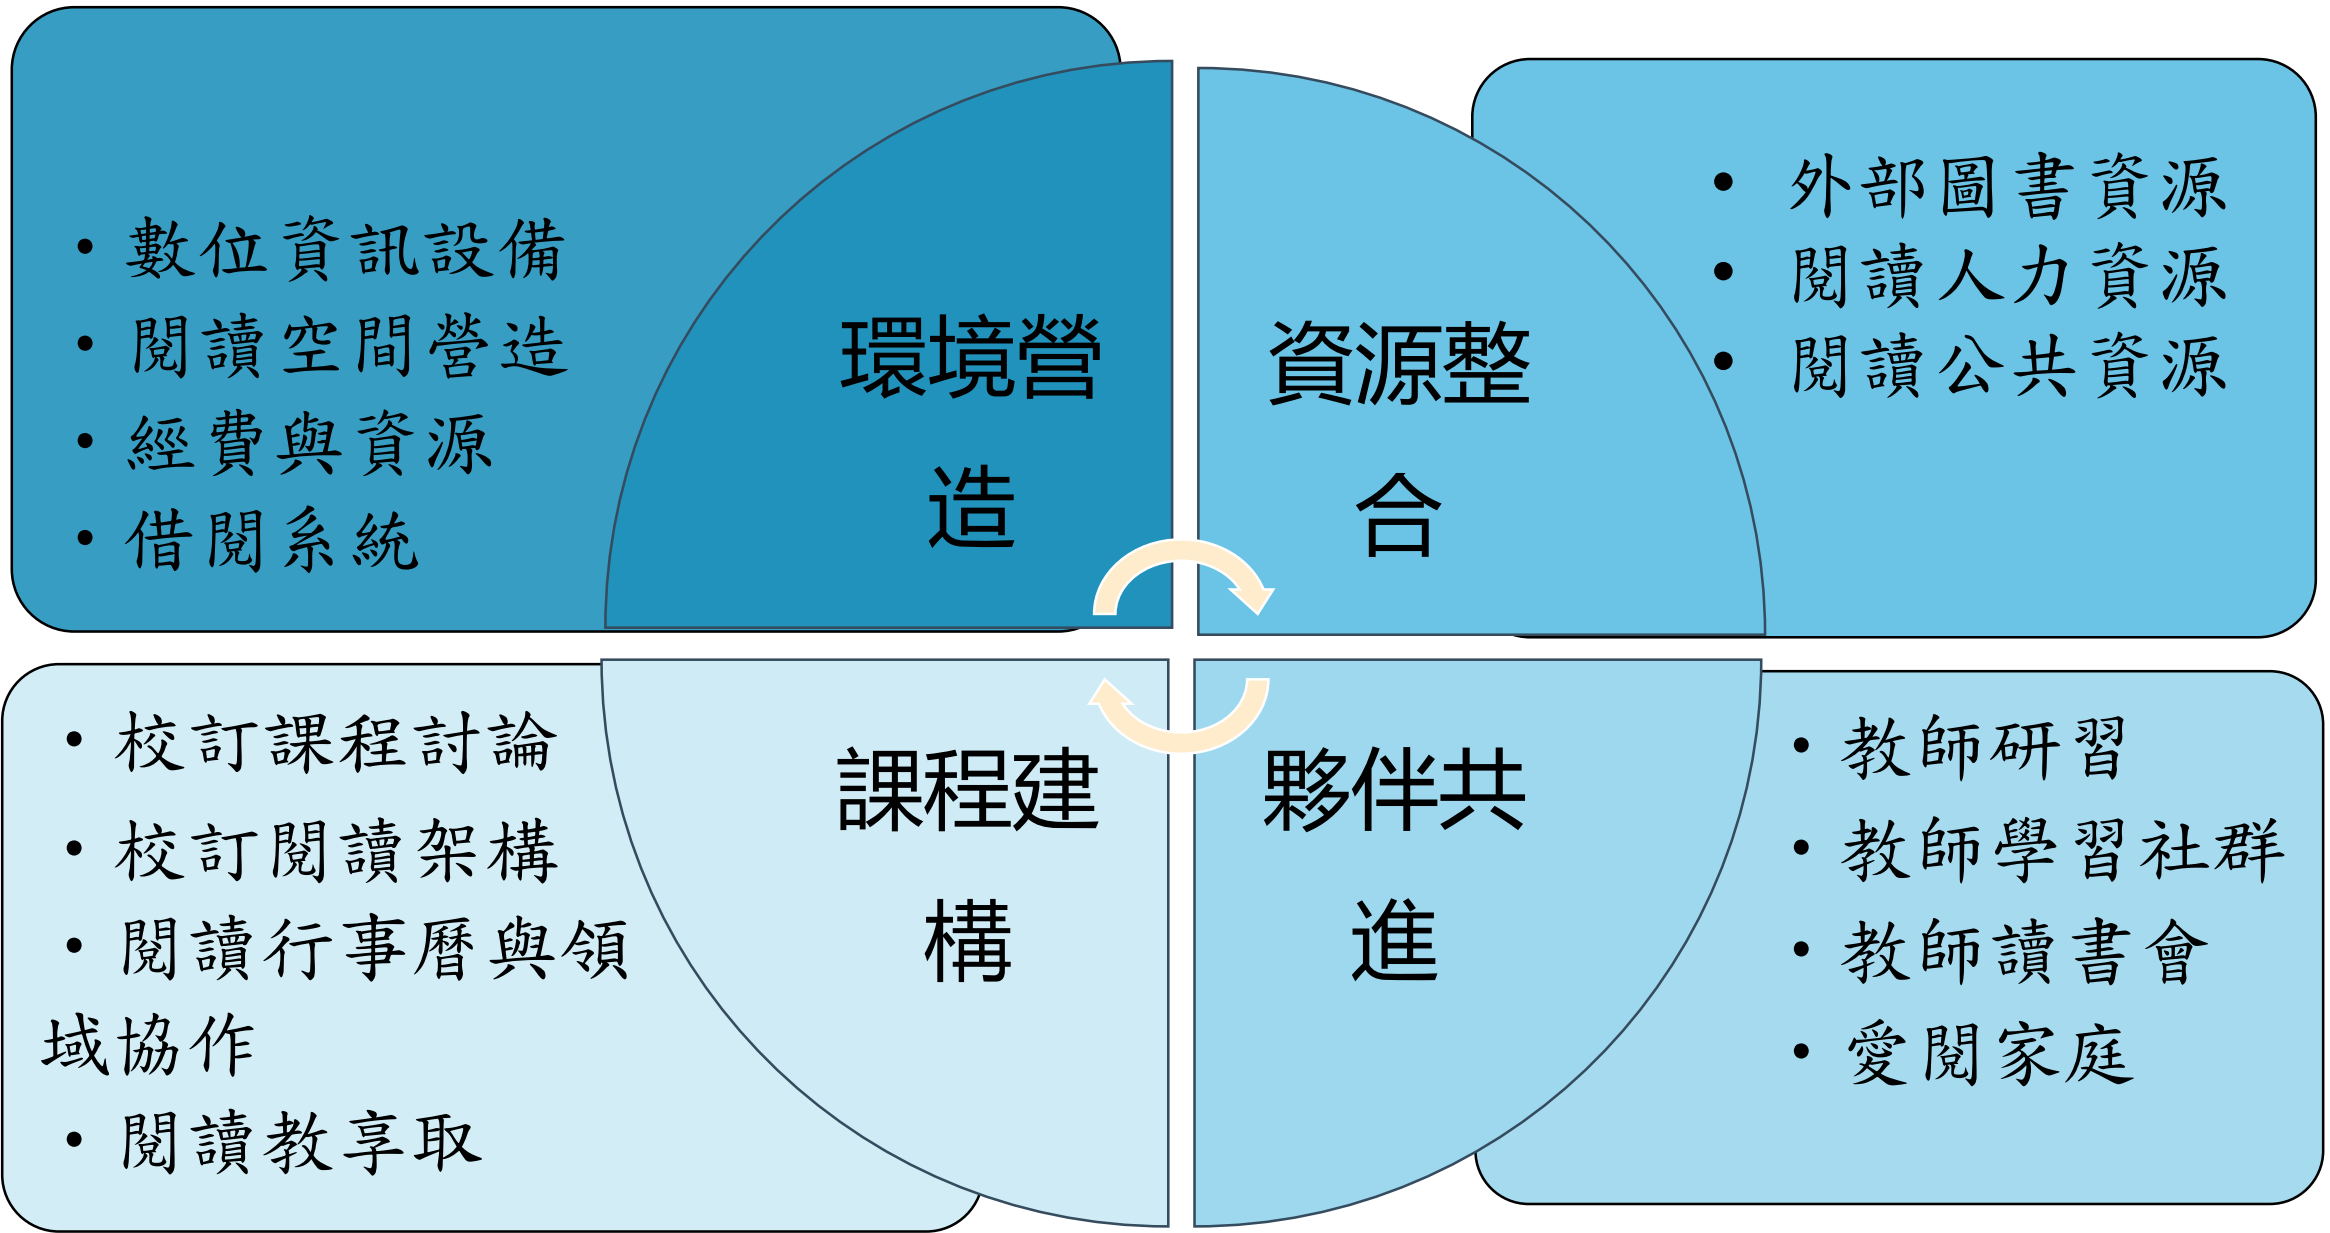 • 數位資訊設備
• 閱讀空間營造
• 經費與資源
• 借閱系統
環境營
造
資源整
合
• 外部圖書資源
• 閱讀人力資源
• 閱讀公共資源
• 校訂課程討論
• 校訂閱讀架構
• 閱讀行事曆與領
域協作
• 閱讀教享取
課程建
構
夥伴共
進
• 教師研習
• 教師學習社群
• 教師讀書會
• 愛閱家庭